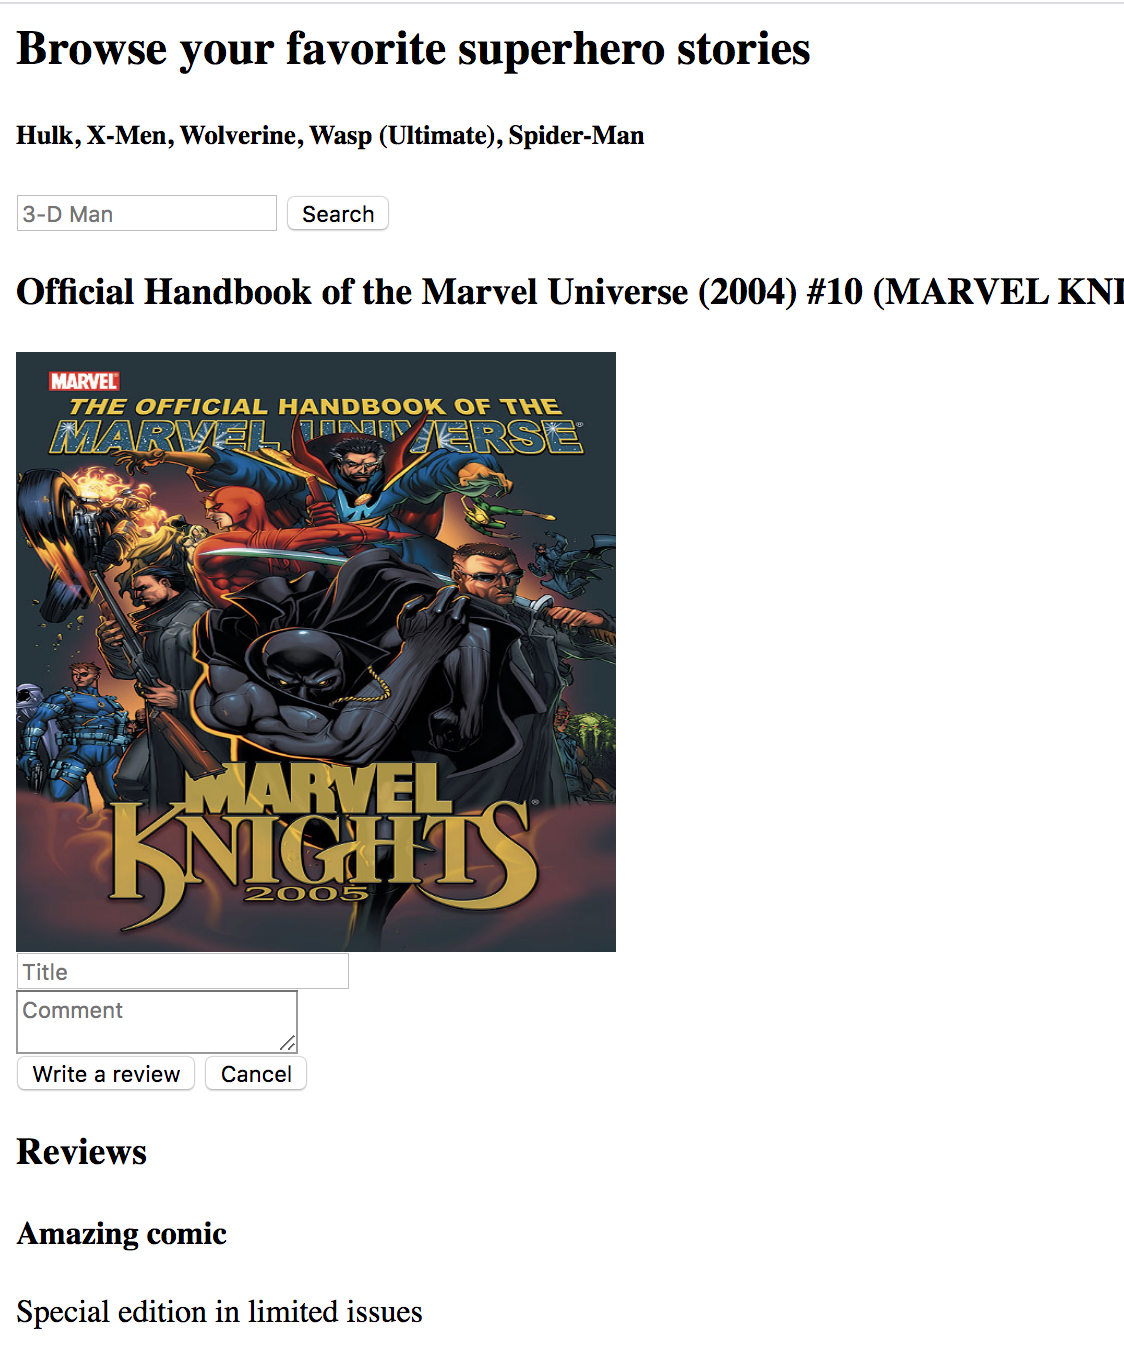 Browse your favorite superhero stories
Hulk, X-Men, Wolverine, Wasp (Ultimate), Spider-Man
3-D Man
Search
Official Handbook of the Marvel Universe (2004) #10 (MARVEL KNI
MARVEL
THE OFFICIAL HANDBOOK OF THE
MARVEL UNIVERSE
MARVEL
KNIGHTS
2005
Title
Comment
Write a review Cancel
Reviews
Amazing comic
Special edition in limited issues